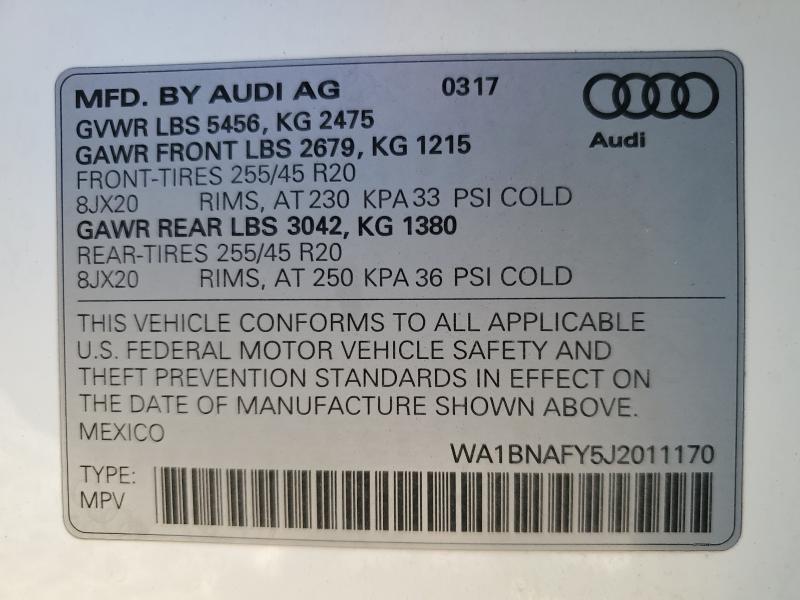 MFD. BY AUDI AG 0317
GVWR LBS 5456, KG 2475
GAWR FRONT LBS 2679, KG 1215
FRONT-TIRES 255/45 R20
8JX20 RIMS, AT 230 KPA 33 PSI COLD
GAWR REAR LBS 3042, KG 1380
REAR-TIRES 255/45 R20
8JX20 RIMS, AT 250 KPA 36 PSI COLD
Audi
THIS VEHICLE CONFORMS TO ALL APPLICABLE
U.S. FEDERAL MOTOR VEHICLE SAFETY AND
THEFT PREVENTION STANDARDS IN EFFECT ON
THE DATE OF MANUFACTURE SHOWN ABOVE.
MEXICO
WA1BNAFY5J2011170
TYPE:
MPV